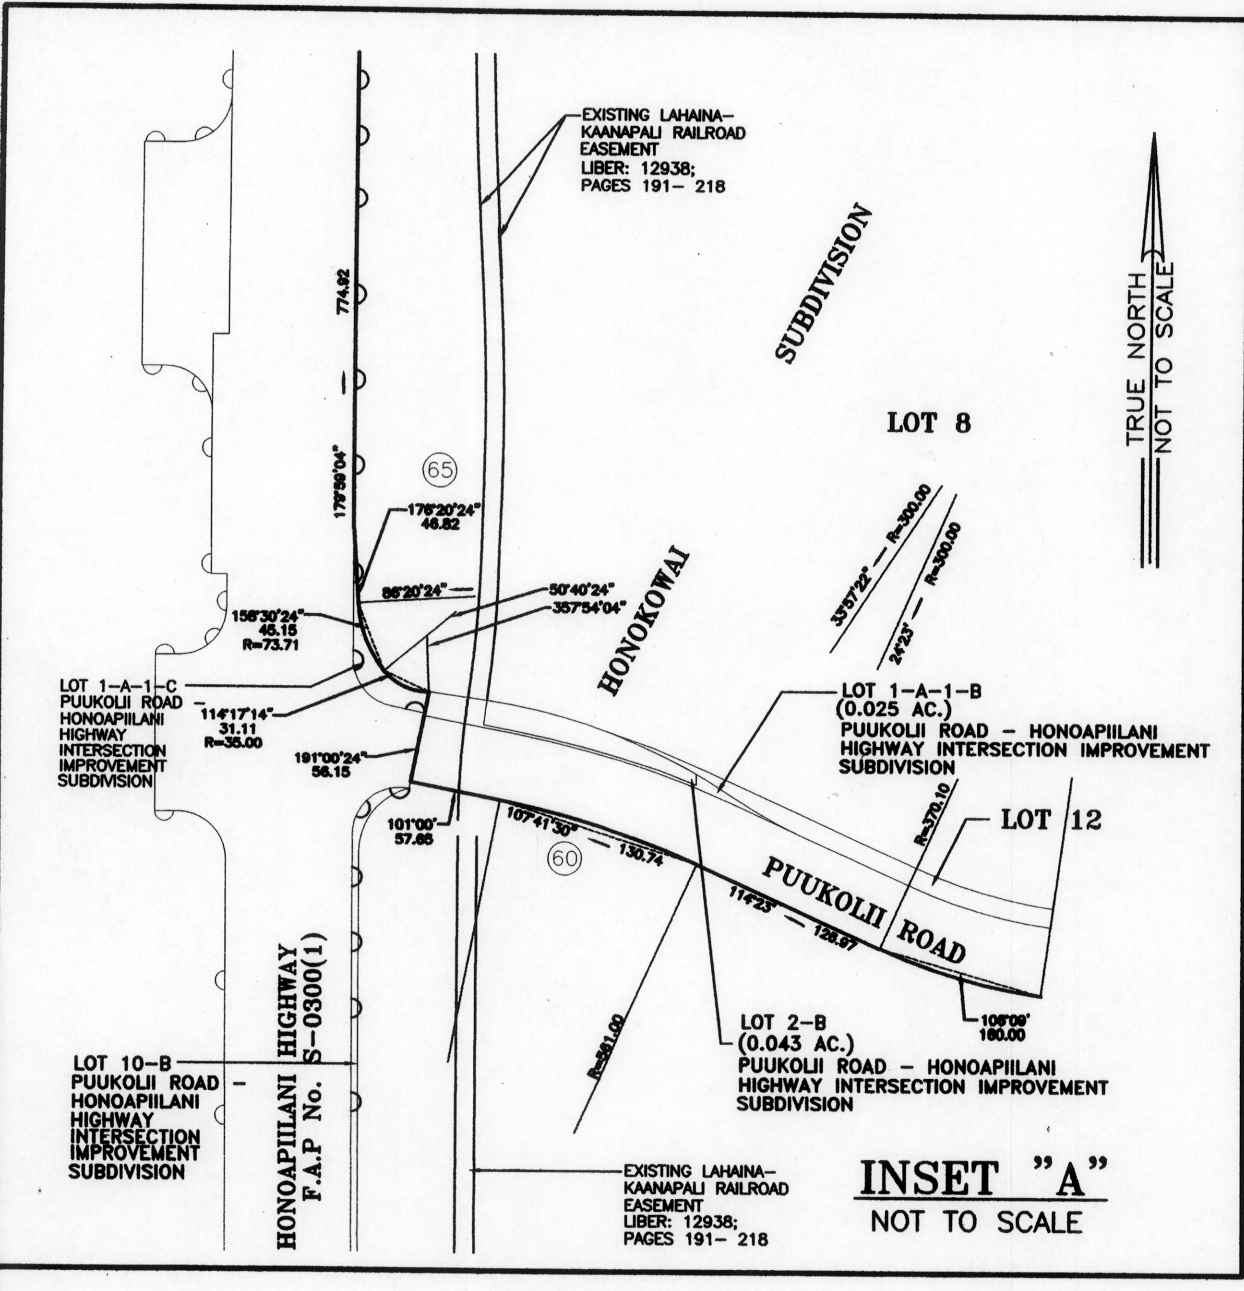 EXISTING LAHAINA-
KAANAPALI RAILROAD
EASEMENT
LIBER: 12938;
PAGES 191- 218
SUBDIVISION
TRUE NORTH
NOT TO SCALE
774.92
—
179°59'04"
LOT 8
65
176°20'24"
46.82
33°57'22" — R=300.00
24°23' — R=300.00
86°20'24" —
50°40'24"
357°54'04"
HONOKOWAI
156°30'24"
45.15
R=73.71
LOT 1-A-1-C
PUUKOLII ROAD -
HONOAPIILANI
HIGHWAY
INTERSECTION
IMPROVEMENT
SUBDIVISION
114°17'14"
31.11
R=35.00
191°00'24"
56.15
LOT 1-A-1-B
(0.025 AC.)
PUUKOLII ROAD - HONOAPIILANI
HIGHWAY INTERSECTION IMPROVEMENT
SUBDIVISION
R=370.10
LOT 12
101°00'
57.65
107°41'30" — 130.74
60
PUUKOLII ROAD
114°23' — 126.97
106°09'
160.00
R=561.00
LOT 2-B
(0.043 AC.)
PUUKOLII ROAD - HONOAPIILANI
HIGHWAY INTERSECTION IMPROVEMENT
SUBDIVISION
HONOAPIILANI HIGHWAY
F.A.P No. S-0300(1)
LOT 10-B
PUUKOLII ROAD -
HONOAPIILANI
HIGHWAY
INTERSECTION
IMPROVEMENT
SUBDIVISION
EXISTING LAHAINA-
KAANAPALI RAILROAD
EASEMENT
LIBER: 12938;
PAGES 191- 218
INSET "A"
NOT TO SCALE